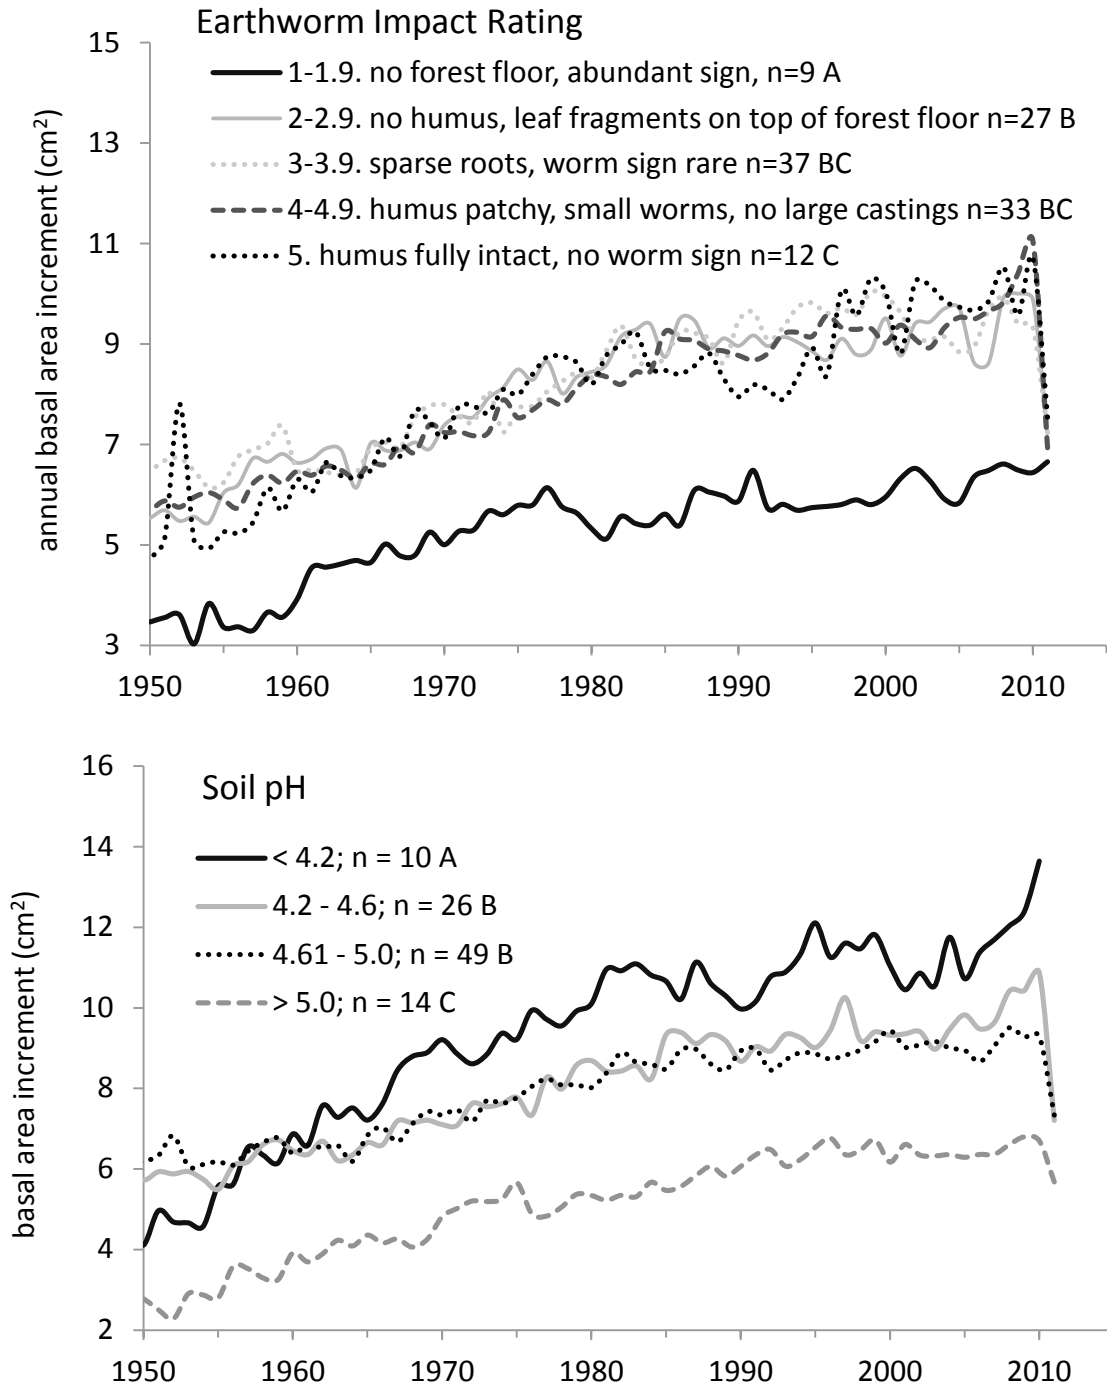 Earthworm Impact Rating
15
13
11
9
7
5
3
annual basal area increment (cm²)
1-1.9. no forest floor, abundant sign, n=9 A
2-2.9. no humus, leaf fragments on top of forest floor n=27 B
3-3.9. sparse roots, worm sign rare n=37 BC
4-4.9. humus patchy, small worms, no large castings n=33 BC
5. humus fully intact, no worm sign n=12 C
1950 1960 1970 1980 1990 2000 2010
Soil pH
16
14
12
10
8
6
4
2
basal area increment (cm²)
< 4.2; n = 10 A
4.2 - 4.6; n = 26 B
4.61 - 5.0; n = 49 B
> 5.0; n = 14 C
1950 1960 1970 1980 1990 2000 2010